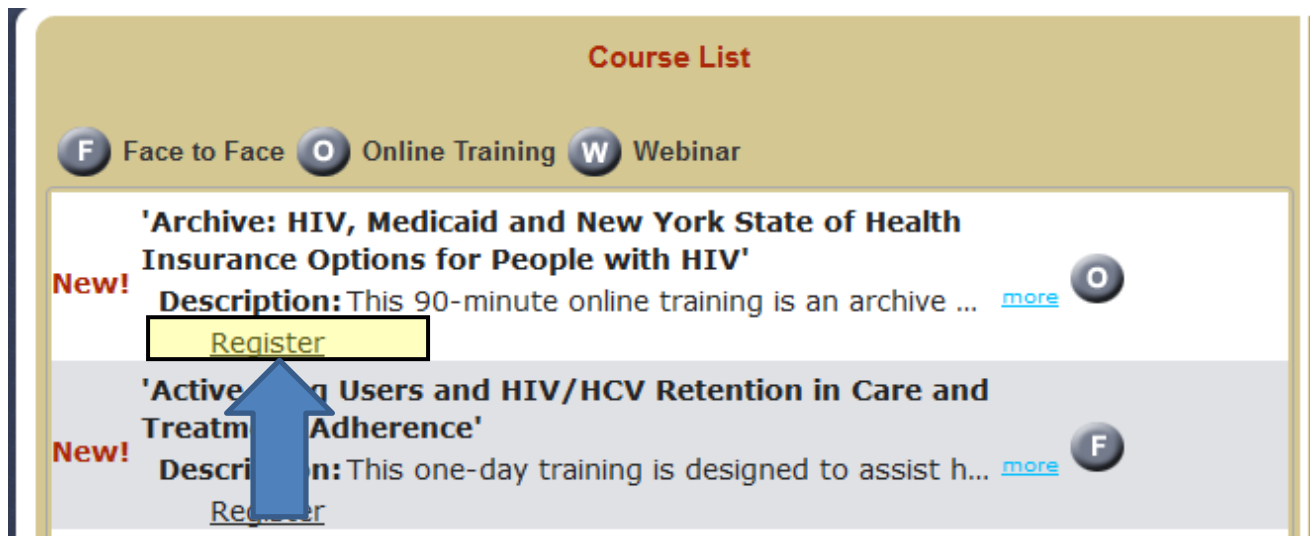 Course List
F Face to Face O Online Training W Webinar
'Archive: HIV, Medicaid and New York State of Health
Insurance Options for People with HIV'
New!
Description: This 90-minute online training is an archive ... more O
Register
'Active Users and HIV/HCV Retention in Care and
Adherence'
New!
This one-day training is designed to assist h... more F
Register